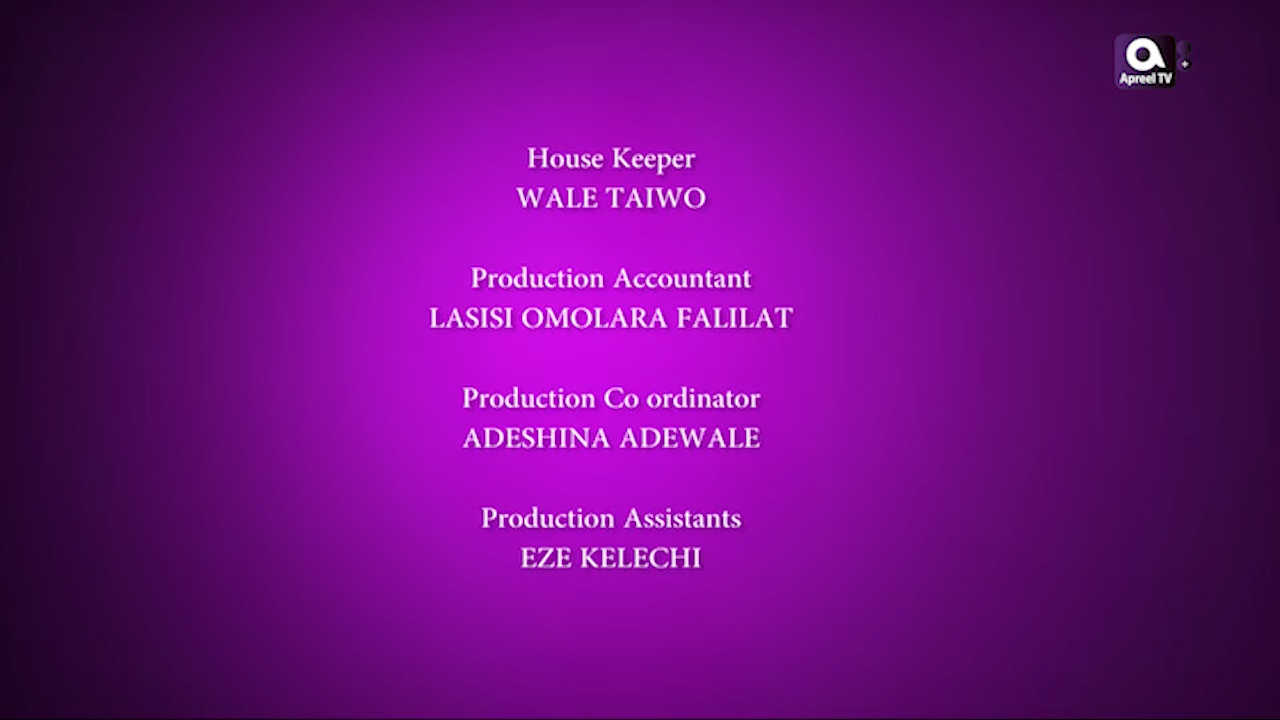 Apreel TV
House Keeper
WALE TAIWO
Production Accountant
LASISI OMOLARA FALILAT
Production Co ordinator
ADESHINA ADEWALE
Production Assistants
EZE KELECHI